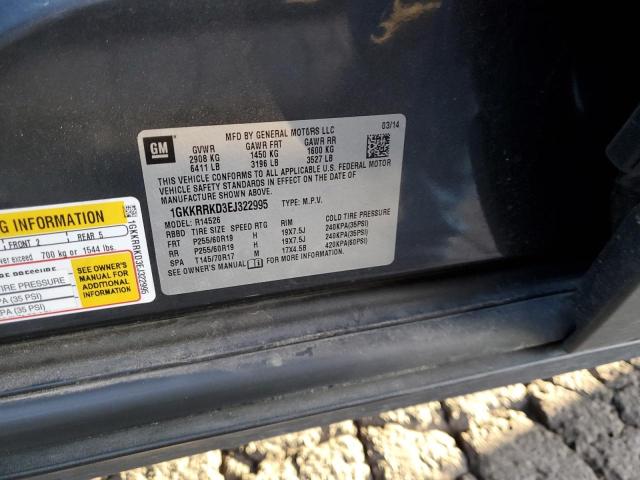 GM
MFD BY GENERAL MOTORS LLC
03/14
GVWR GAWR FRT GAWR RR
2908 KG 1450 KG 1600 KG
6411 LB 3196 LB 3527 LB
THIS VEHICLE CONFORMS TO ALL APPLICABLE U.S. FEDERAL MOTOR
VEHICLE SAFETY STANDARDS IN EFFECT ON THE DATE OF
MANUFACTURE SHOWN ABOVE.
1GKKRRKD3EJ322995 TYPE: M.P.V.
MODEL: R14526
RBBD TIRE SIZE SPEED RTG RIM COLD TIRE PRESSURE
FRT P255/60R19 H 19X7.5J 240KPA(35PSI)
RR P255/60R19 H 19X7.5J 240KPA(35PSI)
SPA T145/70R17 M 17X4.5B 420KPA(60PSI)
SEE OWNER'S MANUAL FOR MORE INFORMATION.
G INFORMATION
FRONT 2 REAR 5
ver exceed 700 kg or 1544 lbs.
TIRE PRESSURE
PA (35 PSI)
PA (35 PSI)
SEE OWNER'S
MANUAL FOR
ADDITIONAL
INFORMATION
1GKKRRKD3EJ322995